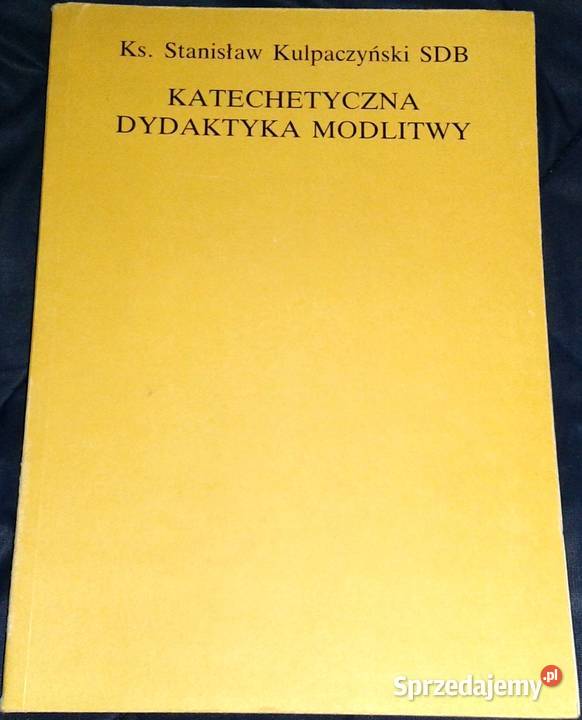 Ks. Stanisław Kulpaczyński SDB
KATECHETYCZNA
DYDAKTYKA MODLITWY
Sprzedajemy.pl